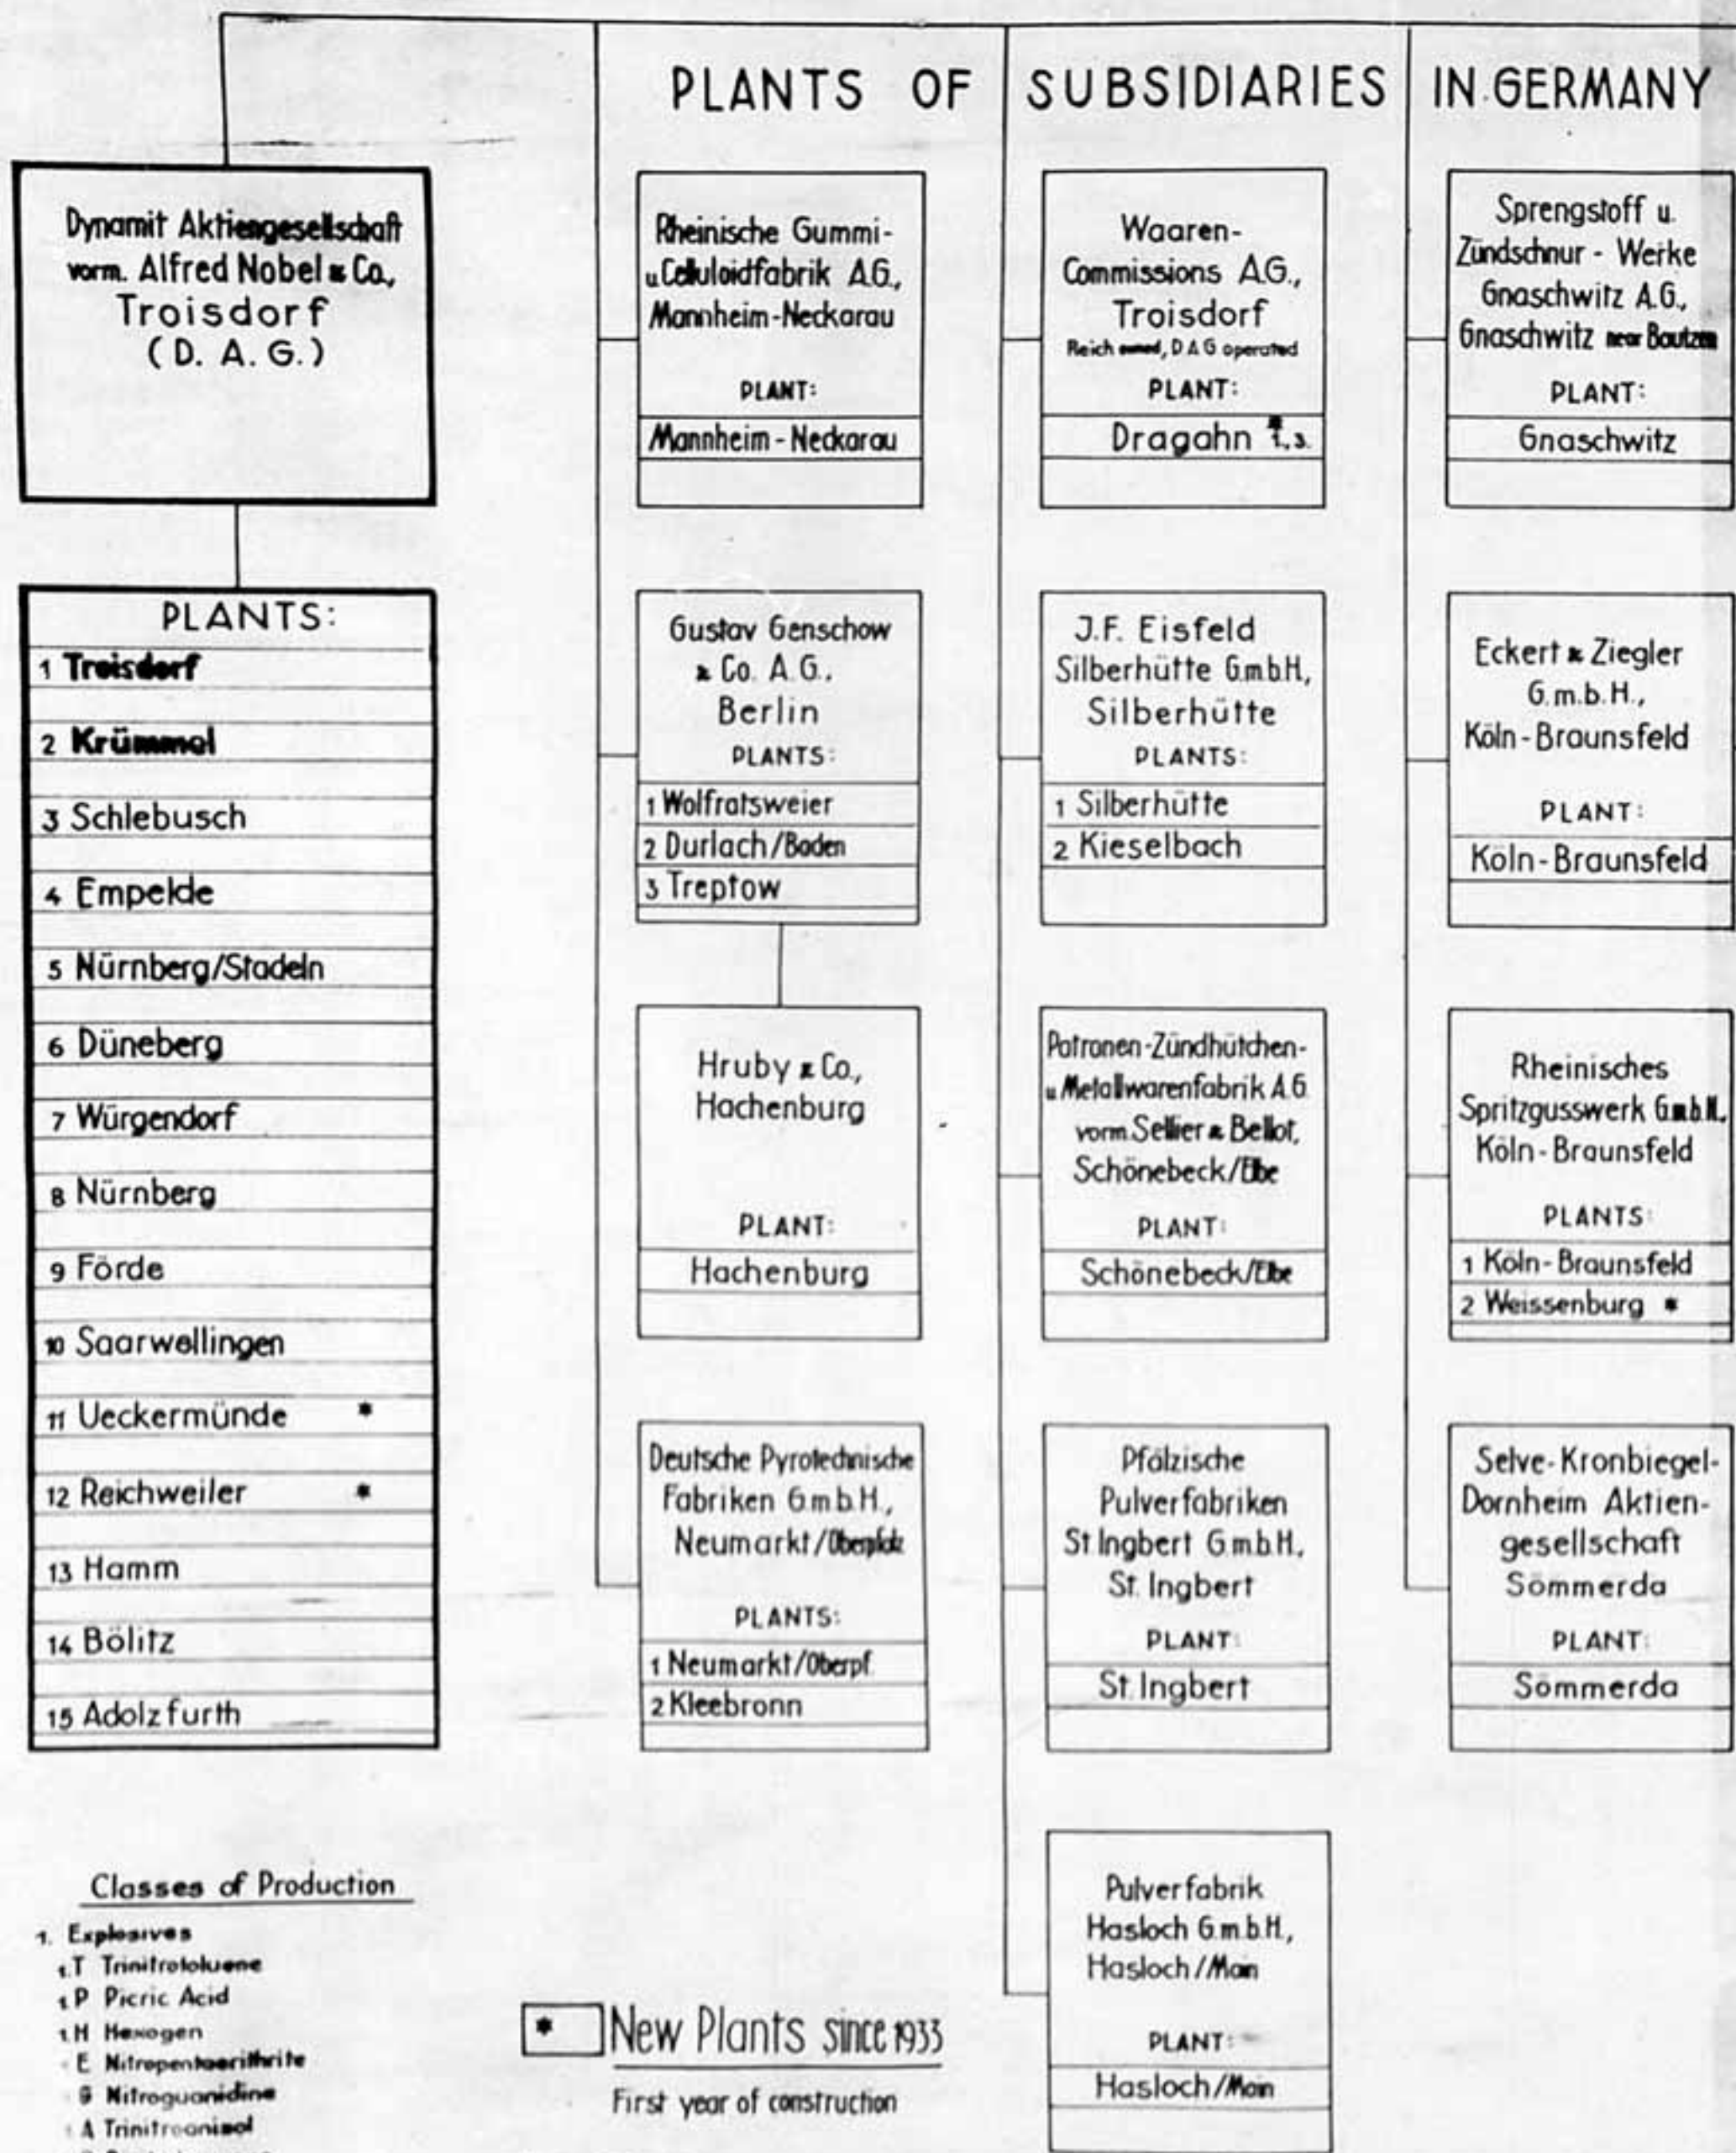 PLANTS OF SUBSIDIARIES IN GERMANY
Dynamit Aktiengesellschaft
vorm. Alfred Nobel & Co.,
Troisdorf
(D. A. G.)
PLANTS:
1 Troisdorf
2 Krümmel
3 Schlebusch
4 Empelde
5 Nürnberg/Stadeln
6 Düneberg
7 Würgendorf
8 Nürnberg
9 Förde
10 Saarwellingen
11 Ueckermünde *
12 Reichweiler *
13 Hamm
14 Bölitz
15 Adolzfurth
Rheinische Gummi-
u Celluloidfabrik A.G.,
Mannheim-Neckarau
PLANT:
Mannheim-Neckarau
Gustav Genschow
& Co. A.G.,
Berlin
PLANTS:
1 Wolfratsweier
2 Durlach/Baden
3 Treptow
Hruby & Co.,
Hachenburg
PLANT:
Hachenburg
Deutsche Pyrotechnische
Fabriken G.m.b.H.,
Neumarkt/Oberpfalz
PLANTS:
1 Neumarkt/Oberpf.
2 Kleebronn
Waaren-
Commissions A.G.,
Troisdorf
Reich owned, DAG operated
PLANT:
Dragahn * 1,3.
J.F. Eisfeld
Silberhütte G.m.b.H,
Silberhütte
PLANTS:
1 Silberhütte
2 Kieselbach
Patronen-Zündhütchen-
u Metallwarenfabrik A.G.
vorm. Sellier & Bellot,
Schönebeck/Elbe
PLANT:
Schönebeck/Elbe
Pfälzische
Pulverfabriken
St Ingbert G.m.b.H,
St. Ingbert
PLANT:
St. Ingbert
Pulverfabrik
Hasloch G.m.b.H,
Hasloch/Main
PLANT:
Hasloch/Main
Sprengstoff u.
Zündschnur - Werke
Gnaschwitz A.G.,
Gnaschwitz near Bautzen
PLANT:
Gnaschwitz
Eckert & Ziegler
G.m.b.H.,
Köln-Braunsfeld
PLANT:
Köln-Braunsfeld
Rheinisches
Spritzgusswerk G.m.b.H.,
Köln-Braunsfeld
PLANTS:
1 Köln-Braunsfeld
2 Weissenburg *
Selve-Kronbiegel-
Dornheim Aktien-
gesellschaft
Sömmerda
PLANT:
Sömmerda
Classes of Production
1. Explosives
1.T Trinitrotoluene
1.P Picric Acid
1.H Hexogen
E Nitropentaerithrite
G Nitroguanidine
A Trinitroanisol
* New Plants since 1933
First year of construction